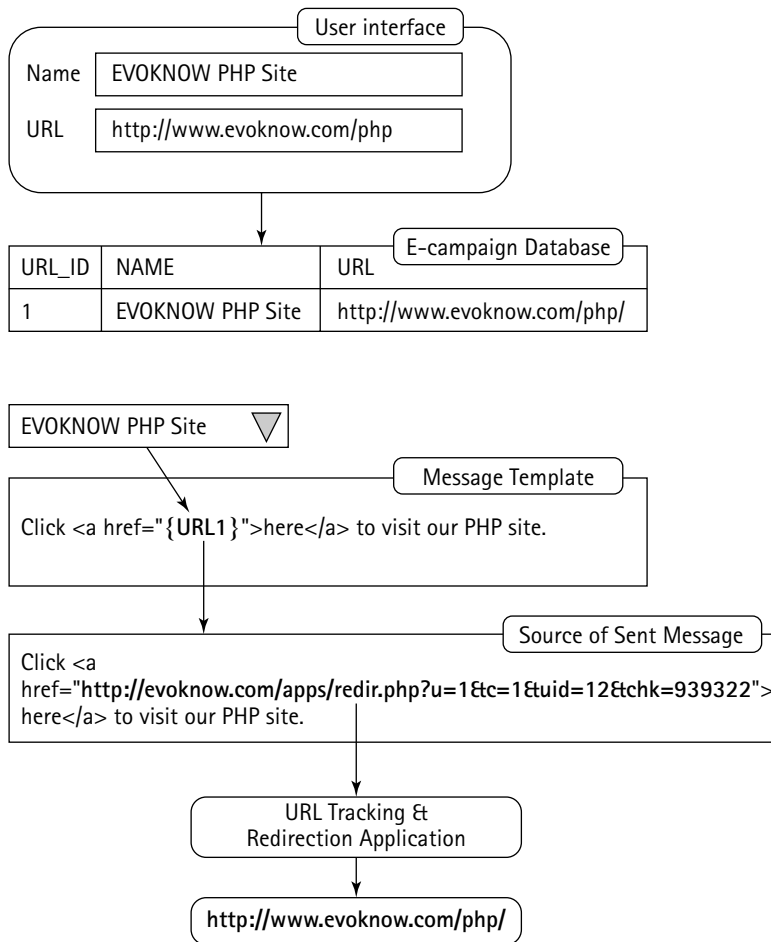 User interface
Name EVOKNOW PHP Site
URL http://www.evoknow.com/php
E-campaign Database
URL_ID NAME URL
1 EVOKNOW PHP Site http://www.evoknow.com/php/
EVOKNOW PHP Site
Message Template
Click <a href="{URL1}">here</a> to visit our PHP site.
Source of Sent Message
Click <a
href="http://evoknow.com/apps/redir.php?u=1&c=1&uid=12&chk=939322">
here</a> to visit our PHP site.
URL Tracking &
Redirection Application
http://www.evoknow.com/php/